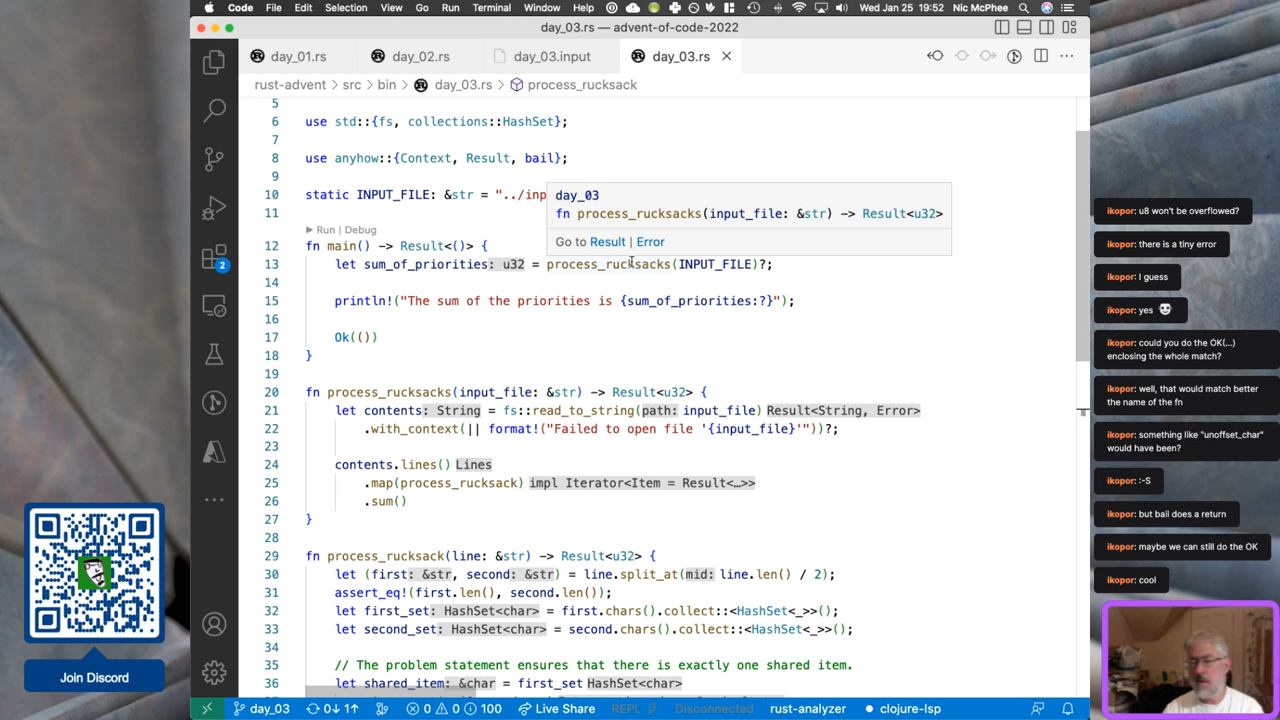 Code File Edit Selection View Go Run Terminal Window Help Wed Jan 25 19:52 Nic McPhee
day_03.rs — advent-of-code-2022
day_01.rs day_02.rs day_03.input day_03.rs
rust-advent > src > bin > day_03.rs > process_rucksack
5
6 use std::{fs, collections::HashSet};
7
8 use anyhow::{Context, Result, bail};
9
10 static INPUT_FILE: &str = "../inp
11
day_03
fn process_rucksacks(input_file: &str) -> Result<u32>
Go to Result | Error
Run | Debug
12 fn main() -> Result<()> {
13 let sum_of_priorities: u32 = process_rucksacks(INPUT_FILE)?;
14
15 println!("The sum of the priorities is {sum_of_priorities:?}");
16
17 Ok(())
18 }
19
20 fn process_rucksacks(input_file: &str) -> Result<u32> {
21 let contents: String = fs::read_to_string(path: input_file) Result<String, Error>
22 .with_context(|| format!("Failed to open file '{input_file}'"))?;
23
24 contents.lines() Lines
25 .map(process_rucksack) impl Iterator<Item = Result<…>>
26 .sum()
27 }
28
29 fn process_rucksack(line: &str) -> Result<u32> {
30 let (first: &str, second: &str) = line.split_at(mid: line.len() / 2);
31 assert_eq!(first.len(), second.len());
32 let first_set: HashSet<char> = first.chars().collect::<HashSet<_>>();
33 let second_set: HashSet<char> = second.chars().collect::<HashSet<_>>();
34
35 // The problem statement ensures that there is exactly one shared item.
36 let shared_item: &char = first_set HashSet<char>
2
day_03 0↓ 1↑ 0 0 100 Live Share REPL Disconnected rust-analyzer clojure-lsp
Join Discord
ikopor: u8 won't be overflowed?
ikopor: there is a tiny error
ikopor: I guess
ikopor: yes
ikopor: could you do the OK(...)
enclosing the whole match?
ikopor: well, that would match better
the name of the fn
ikopor: something like "unoffset_char"
would have been?
ikopor: :-S
ikopor: but bail does a return
ikopor: maybe we can still do the OK
ikopor: cool